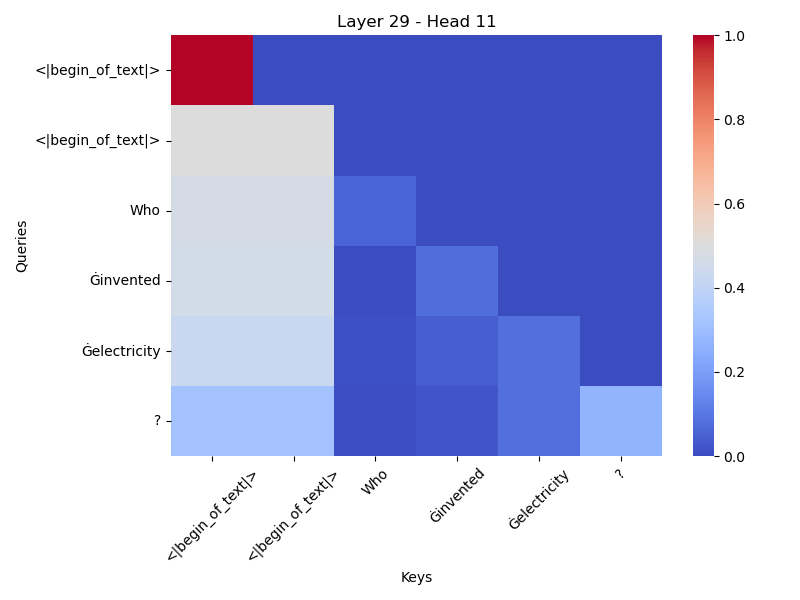 Layer 29 - Head 11
<|begin_of_text|>
<|begin_of_text|>
Who
Ġinvented
Ġelectricity
?
Queries
<|begin_of_text|>
<|begin_of_text|>
Who
Ġinvented
Ġelectricity
?
Keys
1.0
0.8
0.6
0.4
0.2
0.0